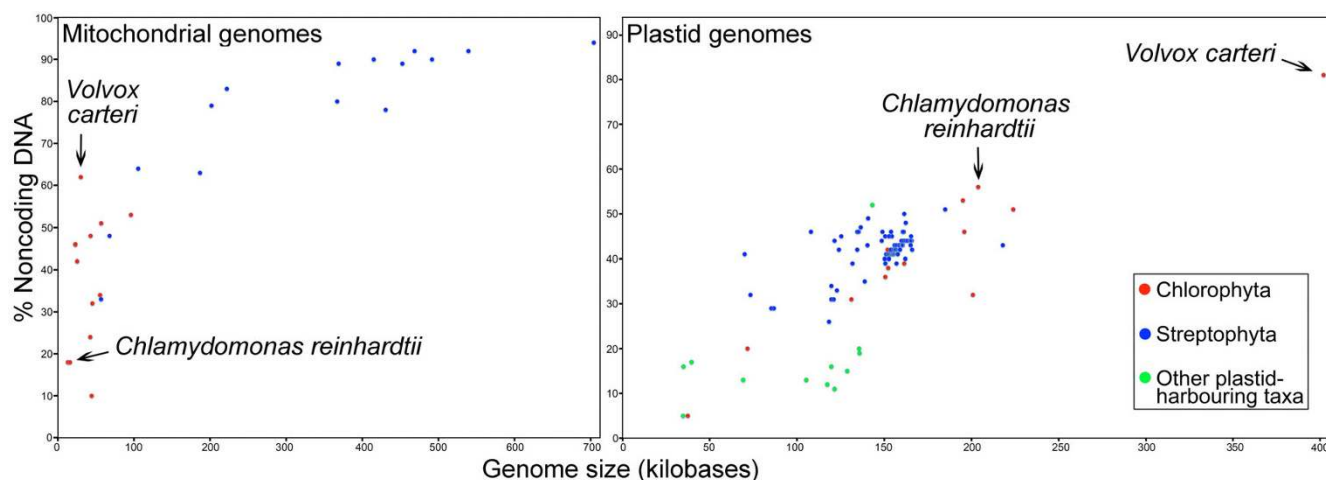 Mitochondrial genomes
Plastid genomes
Volvox
carteri
Chlamydomonas reinhardtii
Volvox carteri
Chlamydomonas
reinhardtii
% Noncoding DNA
100
90
80
70
60
50
40
30
20
10
0
0 100 200 300 400 500 600 700
90
80
70
60
50
40
30
20
10
0
50 100 150 200 250 300 350 400
Chlorophyta
Streptophyta
Other plastid-
harbouring taxa
Genome size (kilobases)